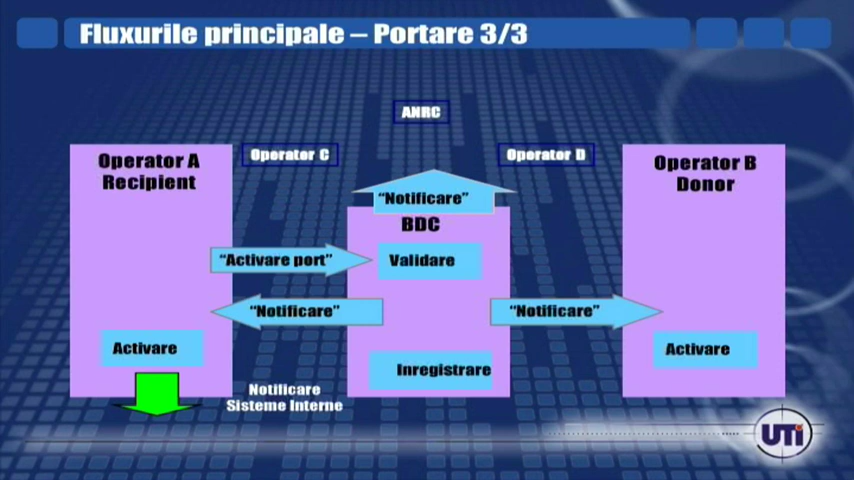 Fluxurile principale – Portare 3/3
ANRC
Operator C
Operator D
Operator A
Recipient
Operator B
Donor
“Notificare”
BDC
“Activare port”
Validare
“Notificare”
“Notificare”
Activare
Activare
Inregistrare
Notificare
Sisteme Interne
UTi